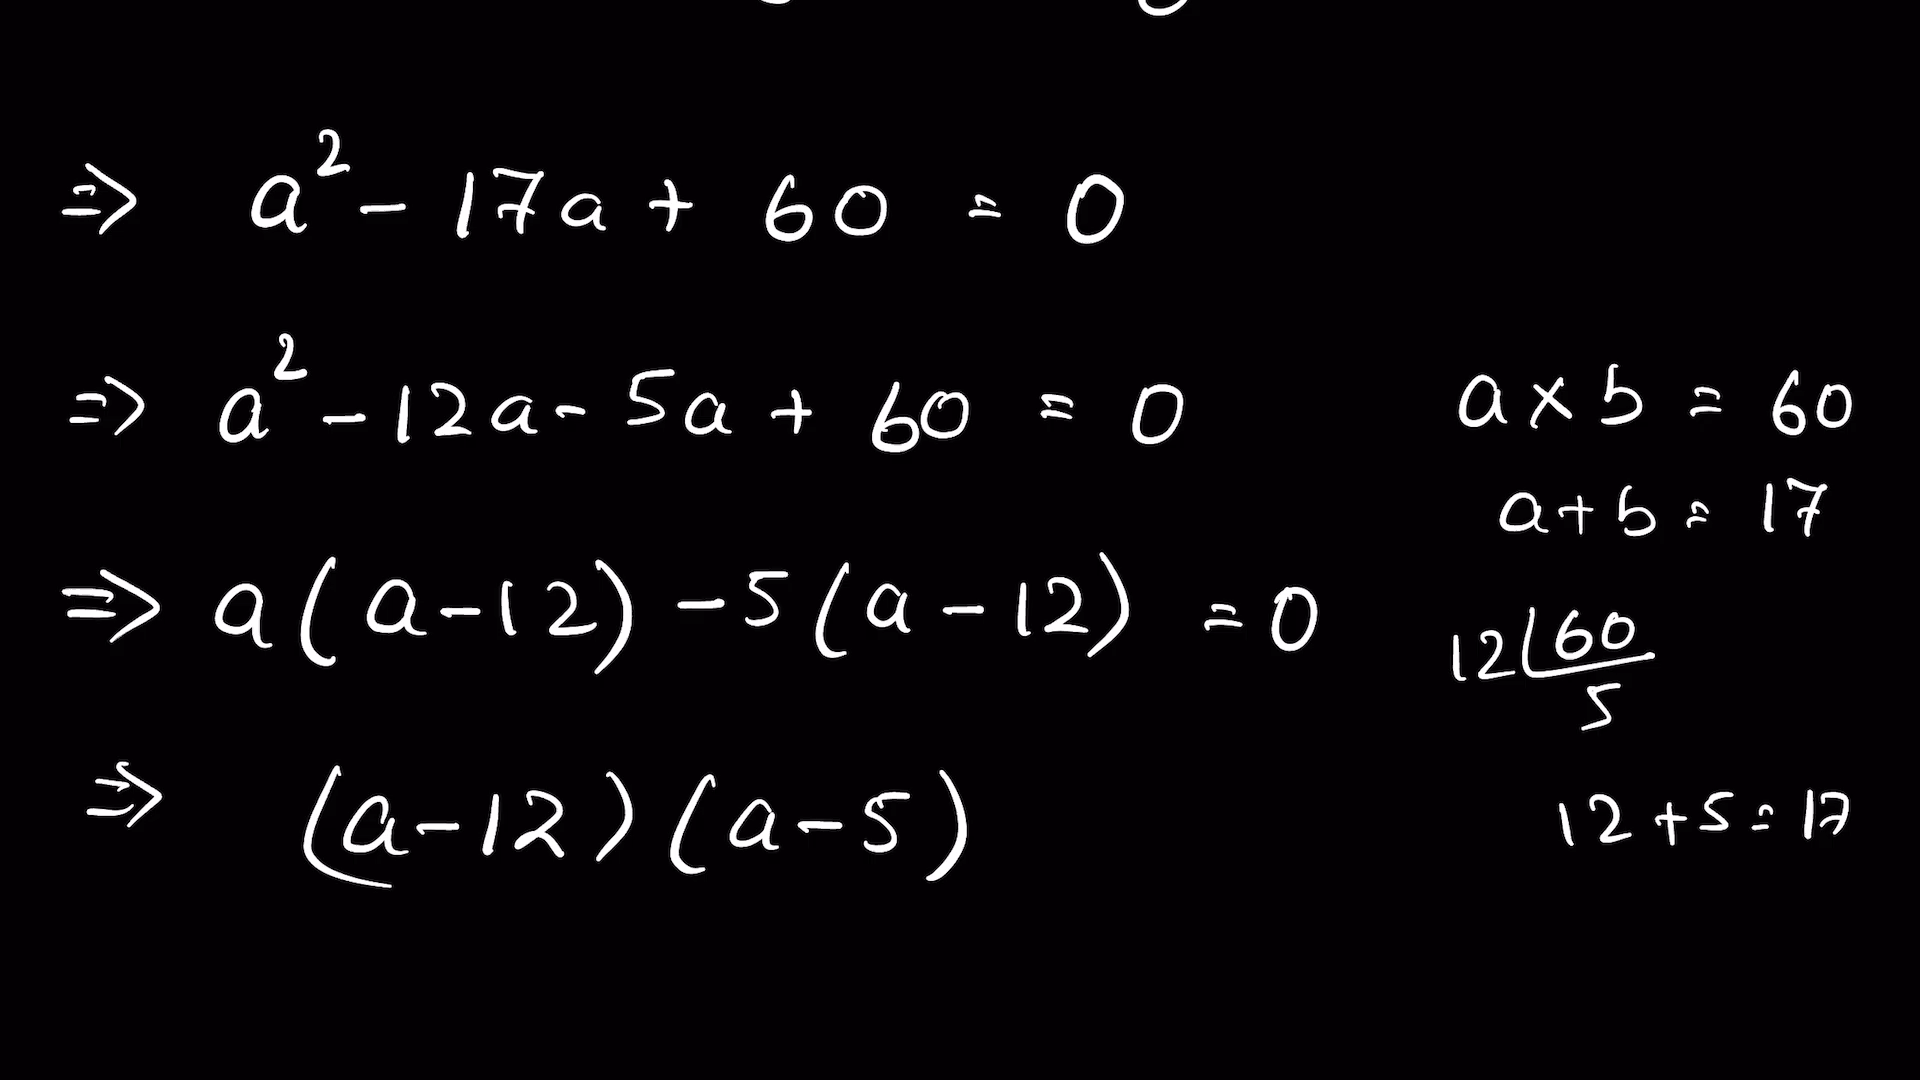 ⇒ a² - 17a + 60 = 0
⇒ a² - 12a - 5a + 60 = 0
a × b = 60
a + b = 17
⇒ a(a - 12) - 5(a - 12) = 0
12 60
5
⇒ (a - 12)(a - 5)
12 + 5 = 17